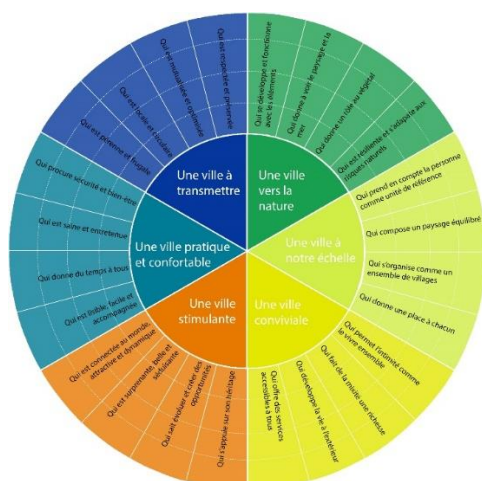 Une ville à
transmettre
Une ville
vers la
nature
Une ville à
notre échelle
Une ville
conviviale
Une ville
stimulante
Une ville pratique
et confortable
Qui se développe et fonctionne
avec les éléments
Qui donne à voir le paysage et la
mer
Qui donne un rôle au végétal
Qui est résiliente et s'adapte aux
risques naturels
Qui prend en compte la personne
comme unité de référence
Qui compose un paysage équilibré
Qui s'organise comme un
ensemble de villages
Qui donne une place à chacun
Qui permet l'intimité comme
le vivre ensemble
Qui fait de la mixité une richesse
Qui développe la vie à l'extérieur
Qui offre des services
accessibles à tous
Qui s'appuie sur son héritage
Qui sait évoluer et créer des
opportunités
Qui est surprenante, belle et
séduisante
Qui est connectée au monde,
attractive et dynamique
Qui est lisible, facile et
accompagnée
Qui donne du temps à tous
Qui est saine et entretenue
Qui procure sécurité et bien-être
Qui est pérenne et frugale
Qui est locale et circulaire
Qui est mutualisée et optimisée
Qui est respectée et préservée